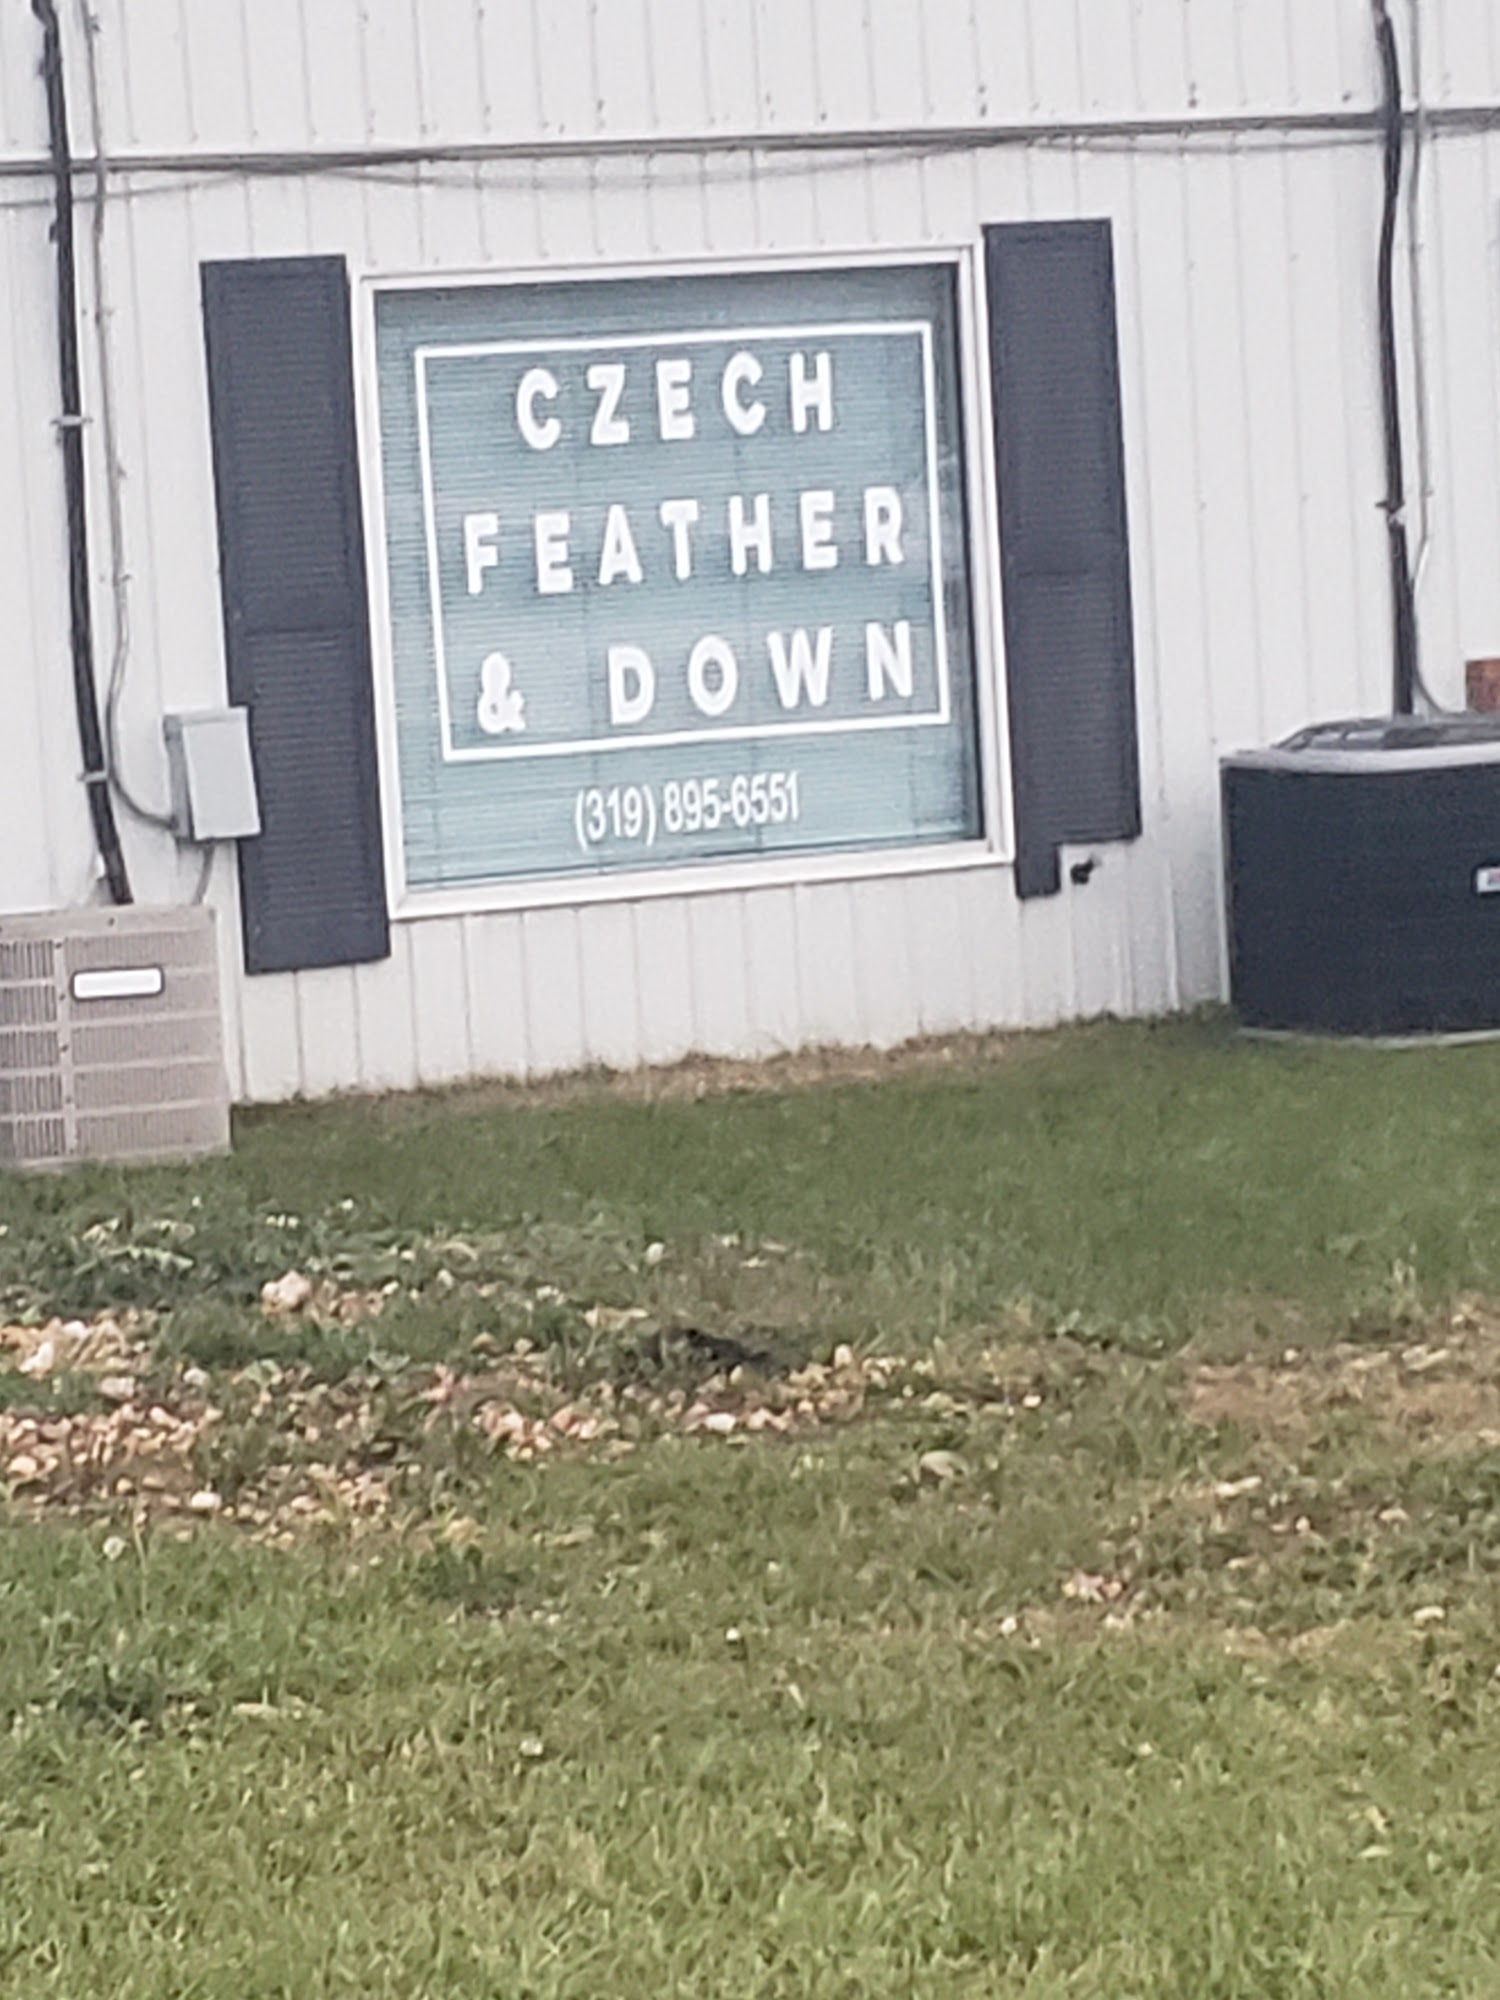 CZECH
FEATHER
& DOWN
(319) 895-6551